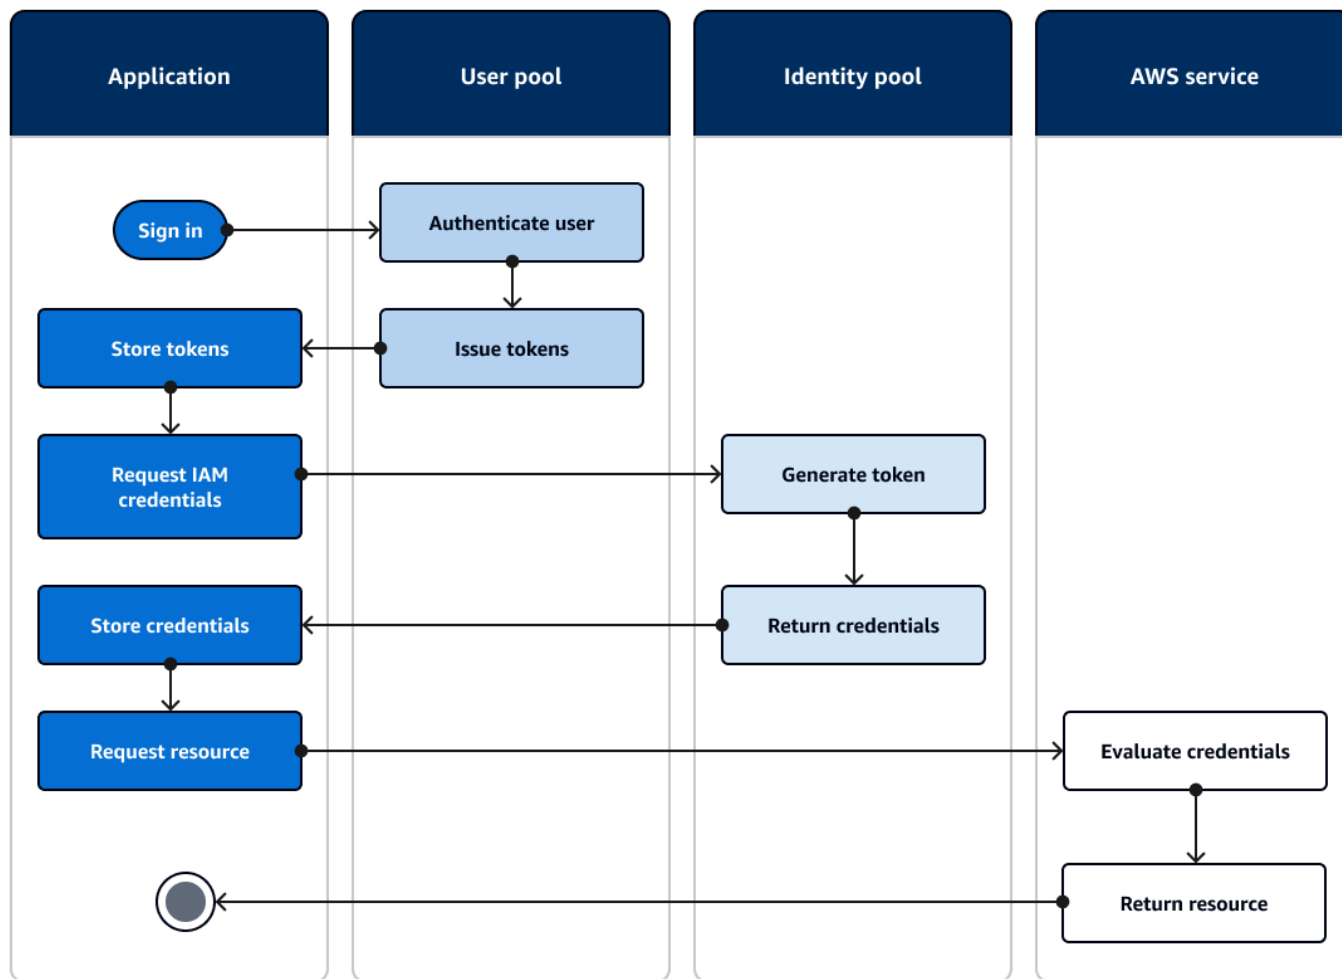 Application
User pool
Identity pool
AWS service
Sign in
Authenticate user
Store tokens
Issue tokens
Request IAM
credentials
Generate token
Store credentials
Return credentials
Request resource
Evaluate credentials
Return resource